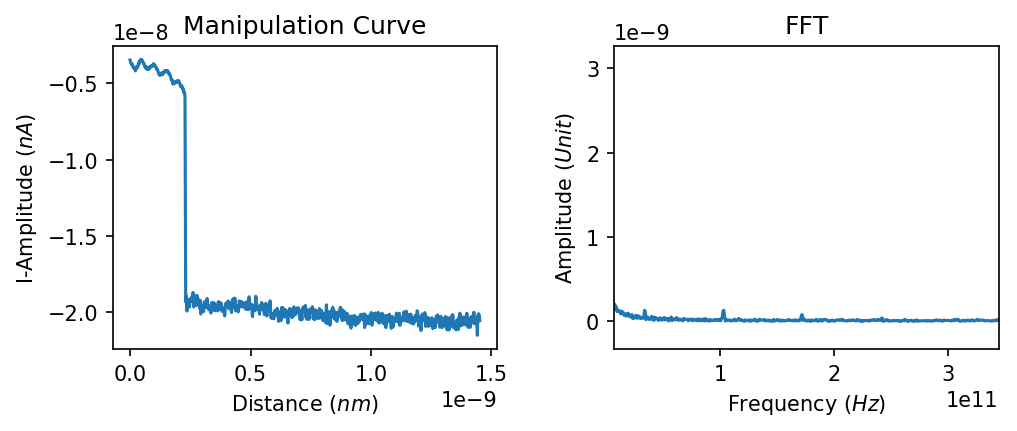 Manipulation Curve
1e−8
−0.5
−1.0
−1.5
−2.0
I-Amplitude (nA)
0.0 0.5 1.0 1.5
1e−9
Distance (nm)
FFT
1e−9
3
2
1
0
Amplitude (Unit)
1 2 3
1e11
Frequency (Hz)